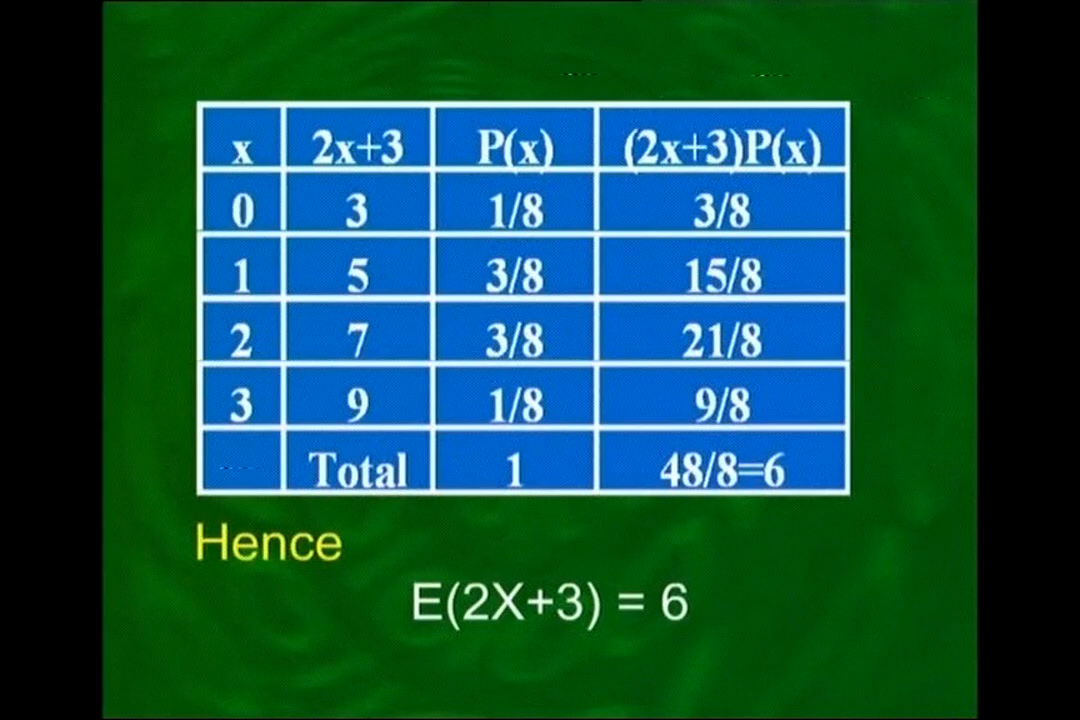 x 2x+3 P(x) (2x+3)P(x)
0 3 1/8 3/8
1 5 3/8 15/8
2 7 3/8 21/8
3 9 1/8 9/8
Total 1 48/8=6
Hence
E(2X+3) = 6